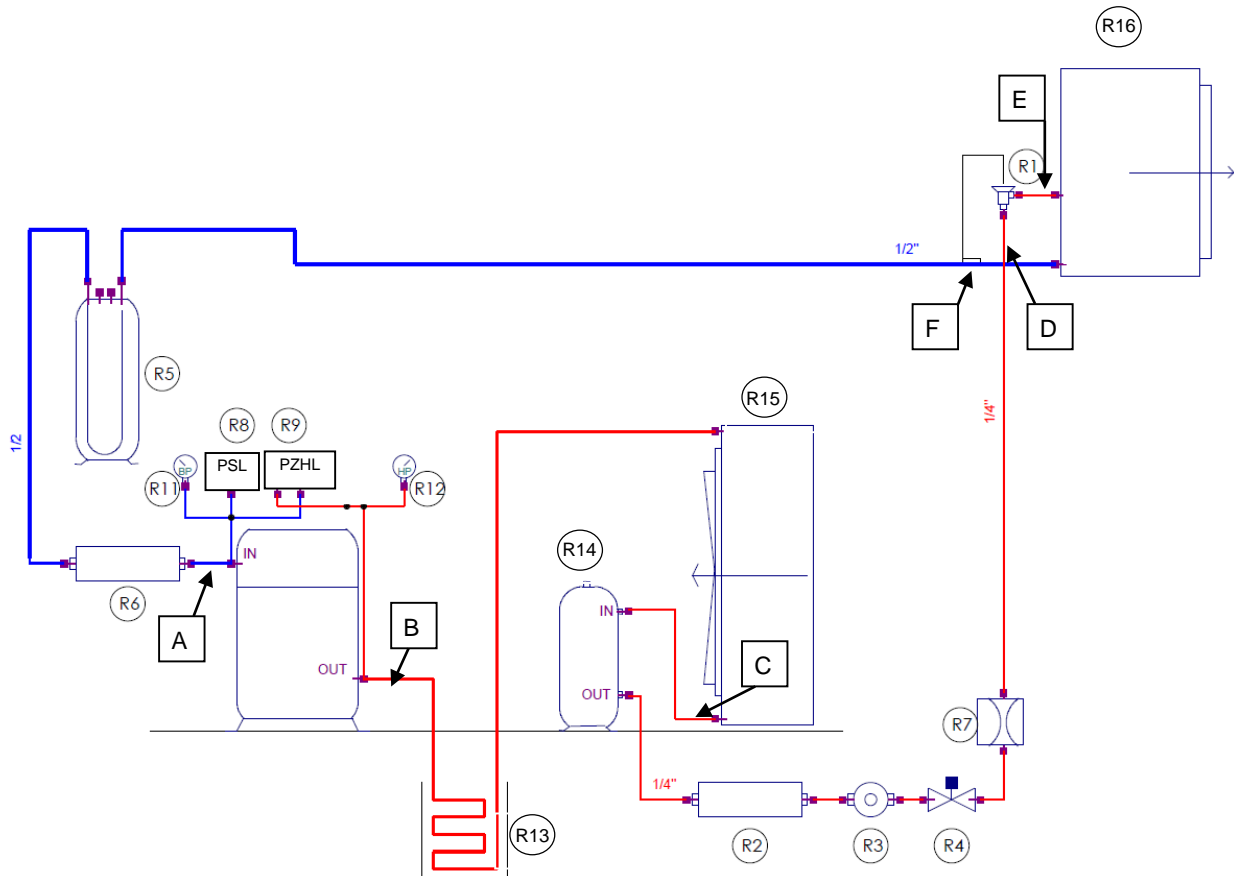 R16
E
R1
1/2"
F
D
R5
R15
1/4"
R8
R9
1/2
BP
PSL
PZHL
HP
R11
R12
IN
R14
R6
A
IN
B
C
OUT
OUT
R7
1/4"
R13
R2
R3
R4